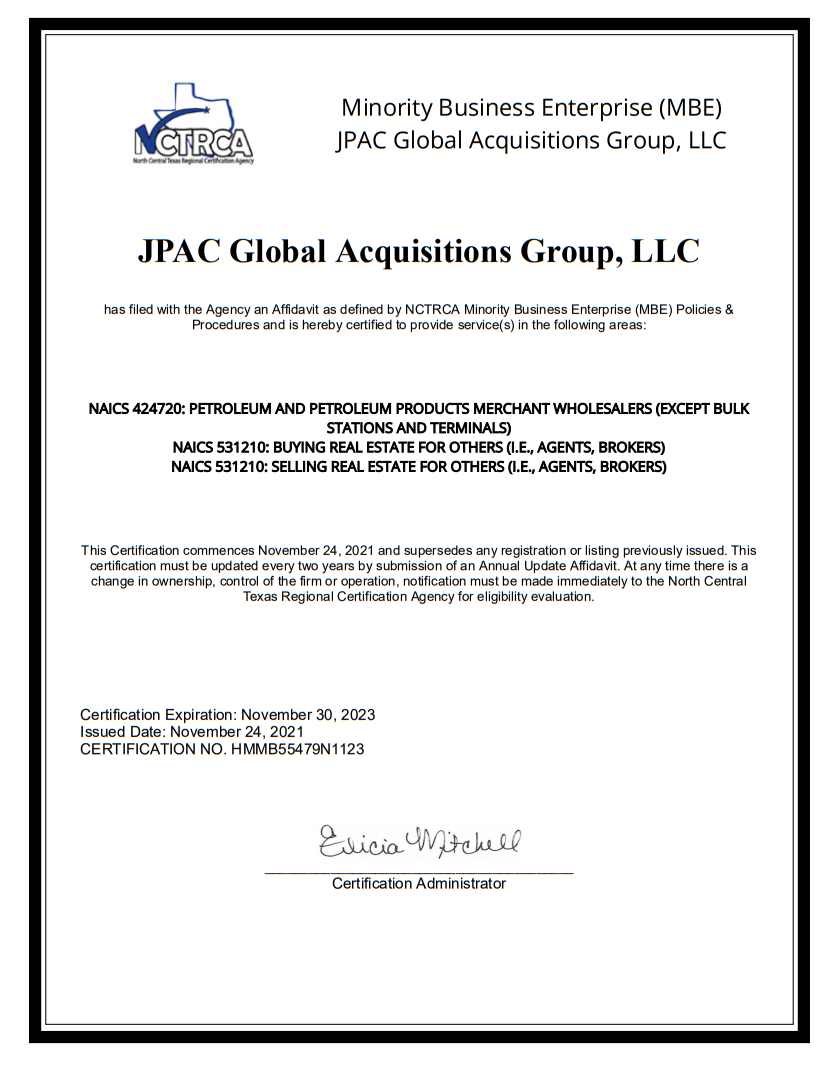 NCTRCA
North Central Texas Regional Certification Agency
Minority Business Enterprise (MBE)
JPAC Global Acquisitions Group, LLC
JPAC Global Acquisitions Group, LLC
has filed with the Agency an Affidavit as defined by NCTRCA Minority Business Enterprise (MBE) Policies &
Procedures and is hereby certified to provide service(s) in the following areas:
NAICS 424720: PETROLEUM AND PETROLEUM PRODUCTS MERCHANT WHOLESALERS (EXCEPT BULK
STATIONS AND TERMINALS)
NAICS 531210: BUYING REAL ESTATE FOR OTHERS (I.E., AGENTS, BROKERS)
NAICS 531210: SELLING REAL ESTATE FOR OTHERS (I.E., AGENTS, BROKERS)
This Certification commences November 24, 2021 and supersedes any registration or listing previously issued. This
certification must be updated every two years by submission of an Annual Update Affidavit. At any time there is a
change in ownership, control of the firm or operation, notification must be made immediately to the North Central
Texas Regional Certification Agency for eligibility evaluation.
Certification Expiration: November 30, 2023
Issued Date: November 24, 2021
CERTIFICATION NO. HMMB55479N1123
Mitchell
Certification Administrator